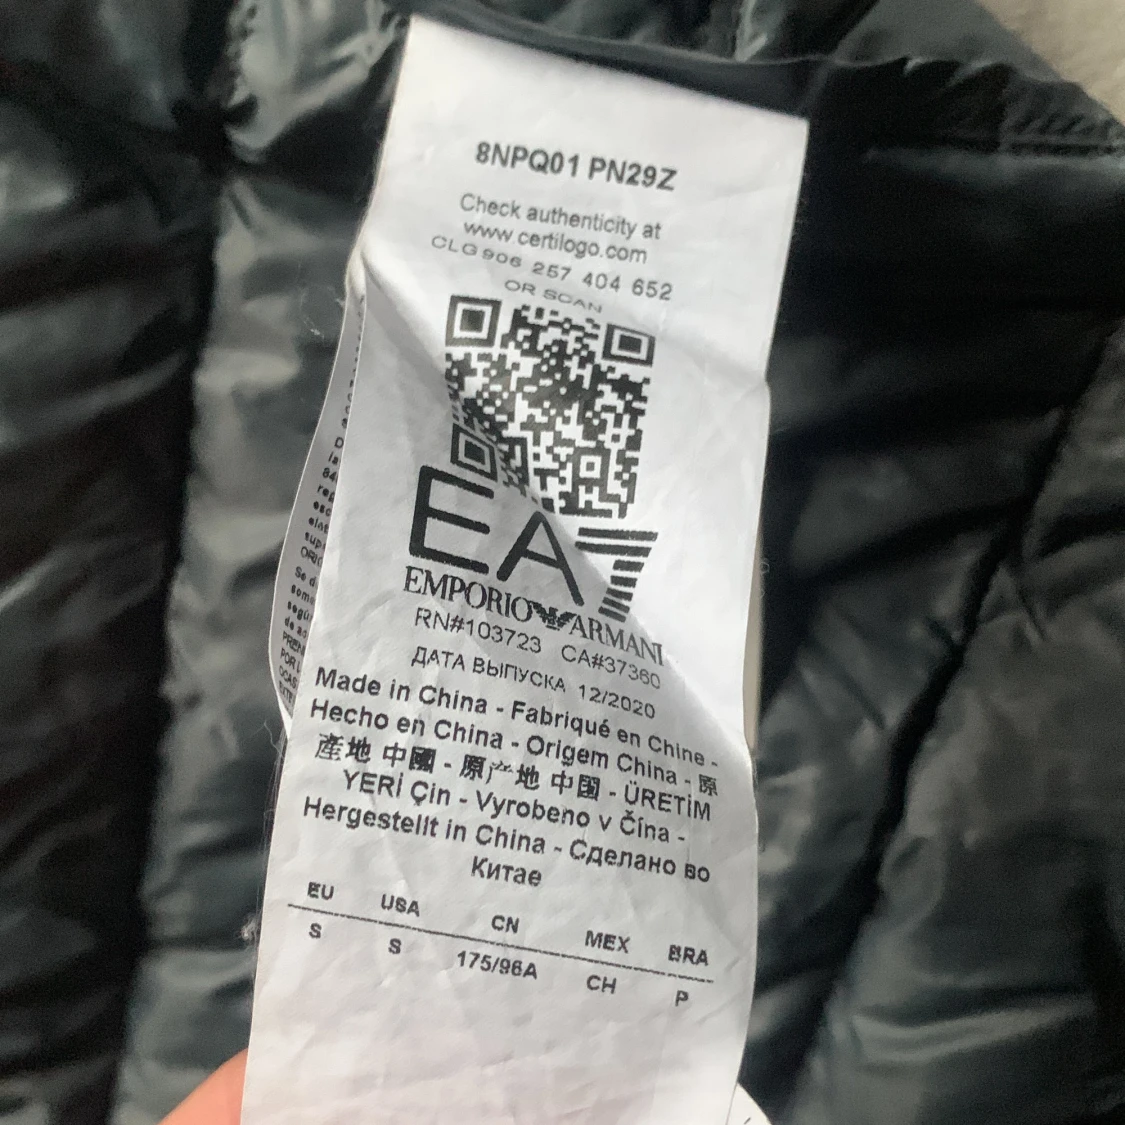 8NPQ01 PN29Z
Check authenticity at
www.certilogo.com
CLG 906 257 404 652
OR SCAN
EA7
EMPORIO ARMANI
RN#103723 CA#37360
ДАТА ВЫПУСКА 12/2020
Made in China - Fabriqué en Chine -
Hecho en China - Origem China - 原
產地 中國 - 原产地 中国 - ÜRETİM
YERİ Çin - Vyrobeno v Čína -
Hergestellt in China - Сделано во
Китае
EU USA CN MEX BRA
S S 175/96A CH P